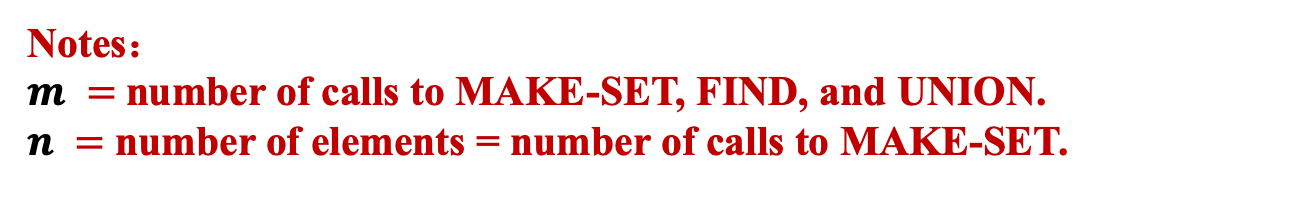 Notes：
m = number of calls to MAKE-SET, FIND, and UNION.
n = number of elements = number of calls to MAKE-SET.